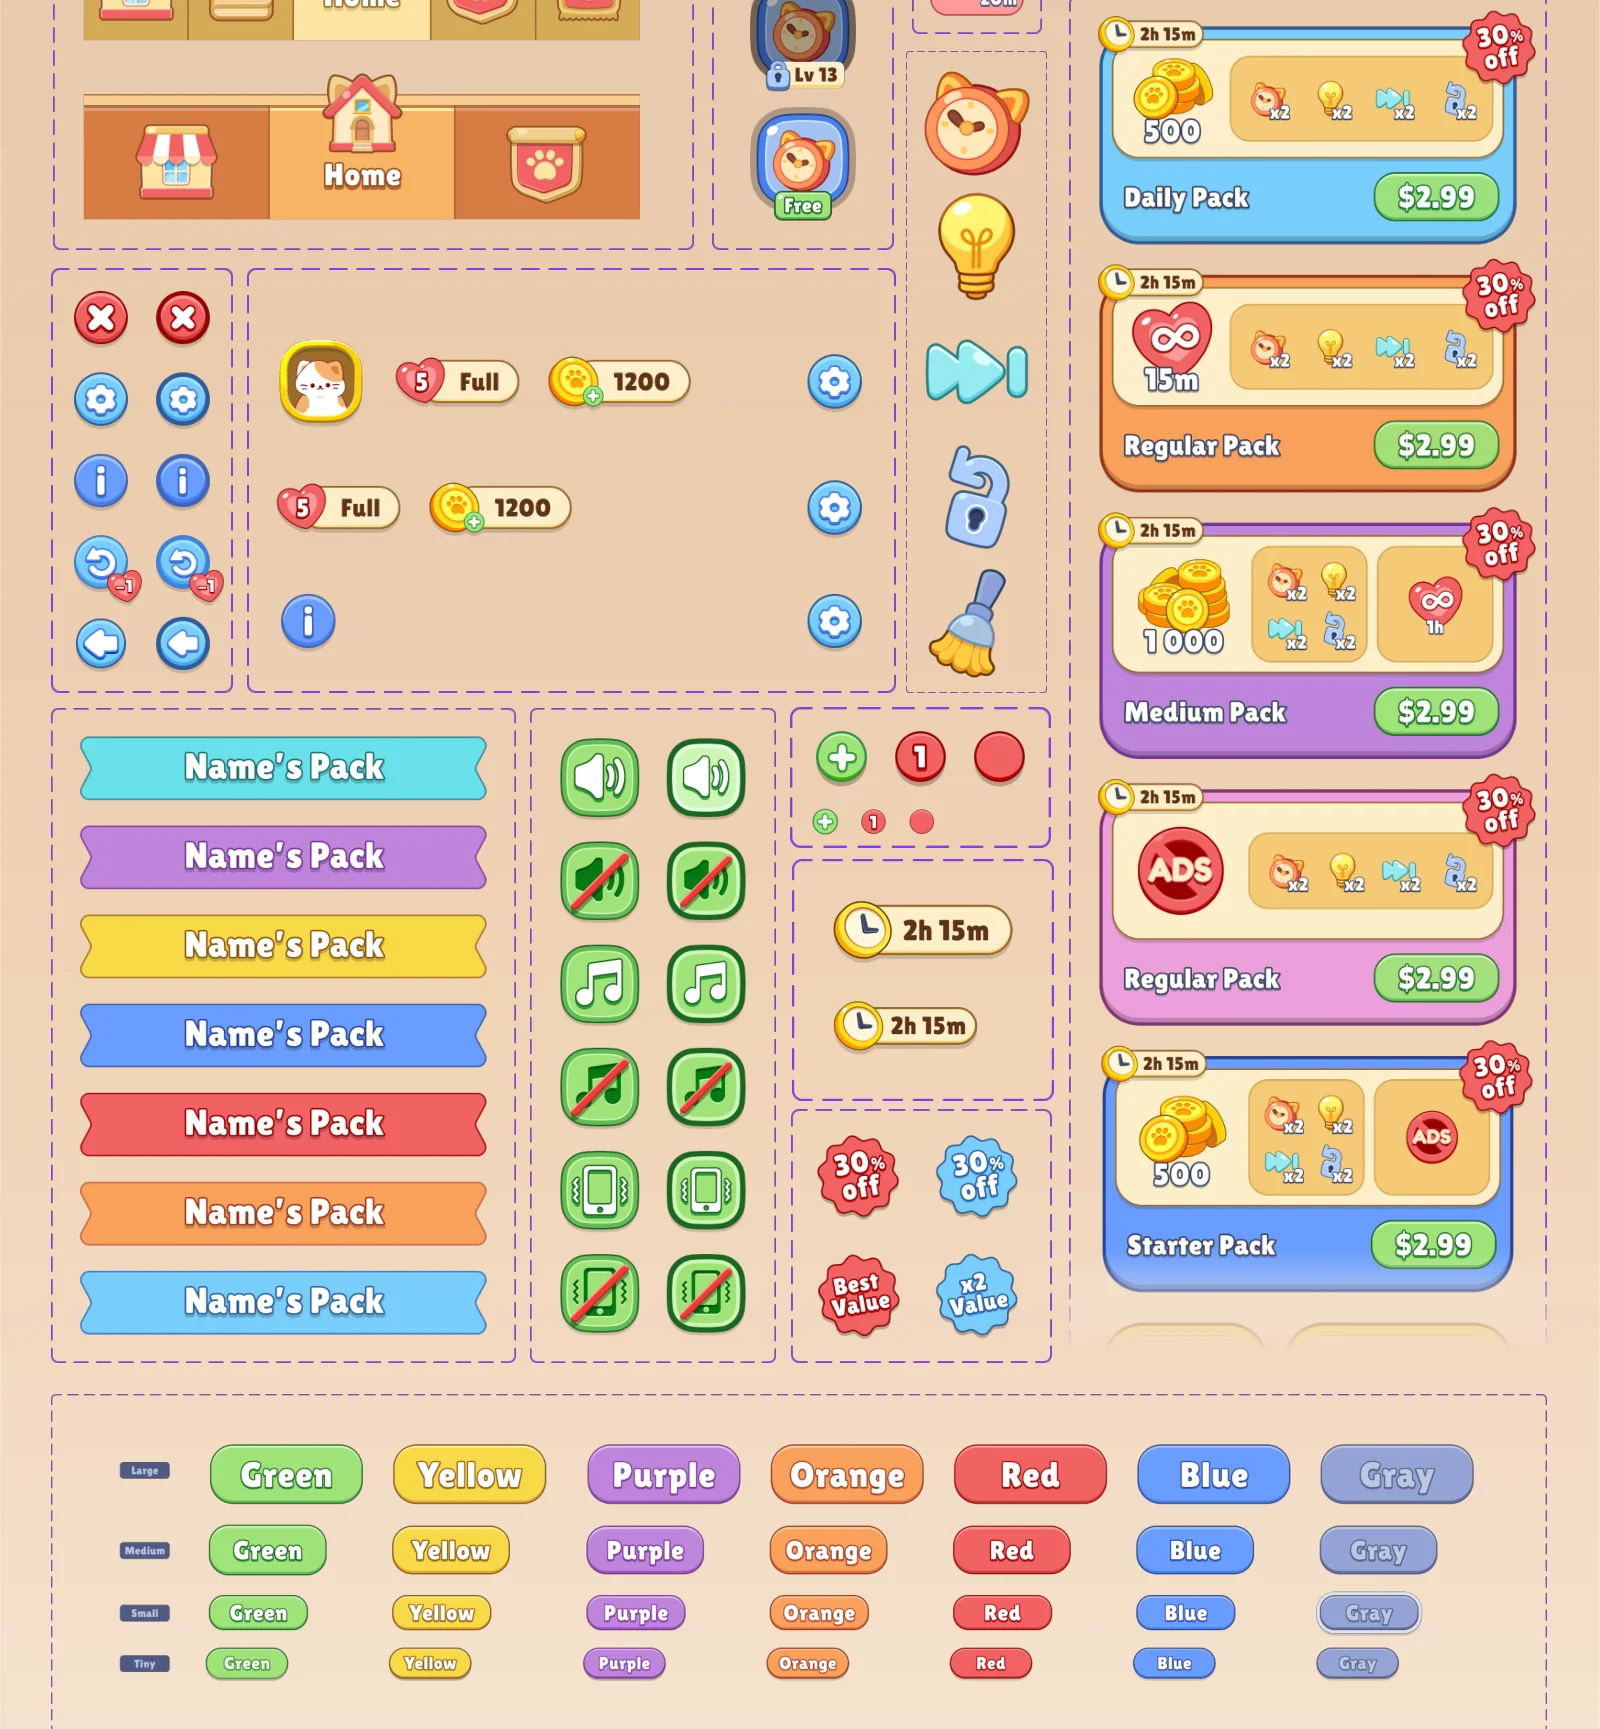 Home
Home
Lv 13
Free
20m
5 Full
1200
5 Full
1200
-1
-1
Name's Pack
Name's Pack
Name's Pack
Name's Pack
Name's Pack
Name's Pack
Name's Pack
1
1
2h 15m
2h 15m
30% off
30% off
Best Value
x2 Value
2h 15m
30% off
500
x2 x2 x2 x2
Daily Pack
$2.99
2h 15m
30% off
15m
x2 x2 x2 x2
Regular Pack
$2.99
2h 15m
30% off
1000
x2 x2
x2 x2
1h
Medium Pack
$2.99
2h 15m
30% off
ADS
x2 x2 x2 x2
Regular Pack
$2.99
2h 15m
30% off
500
x2 x2
x2 x2
ADS
Starter Pack
$2.99
Large Green Yellow Purple Orange Red Blue Gray
Medium Green Yellow Purple Orange Red Blue Gray
Small Green Yellow Purple Orange Red Blue Gray
Tiny Green Yellow Purple Orange Red Blue Gray